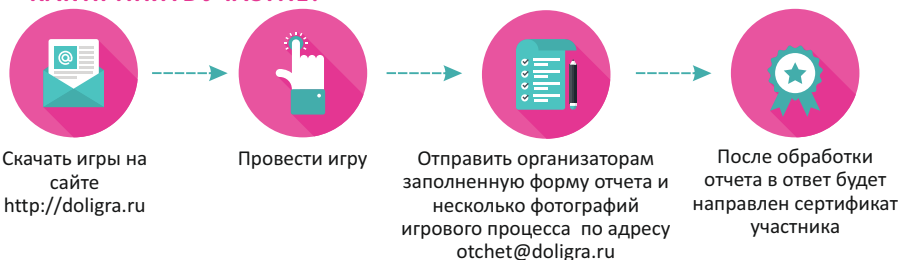 Скачать игры на
сайте
http://doligra.ru
Провести игру
Отправить организаторам
заполненную форму отчета и
несколько фотографий
игрового процесса по адресу
otchet@doligra.ru
После обработки
отчета в ответ будет
направлен сертификат
участника